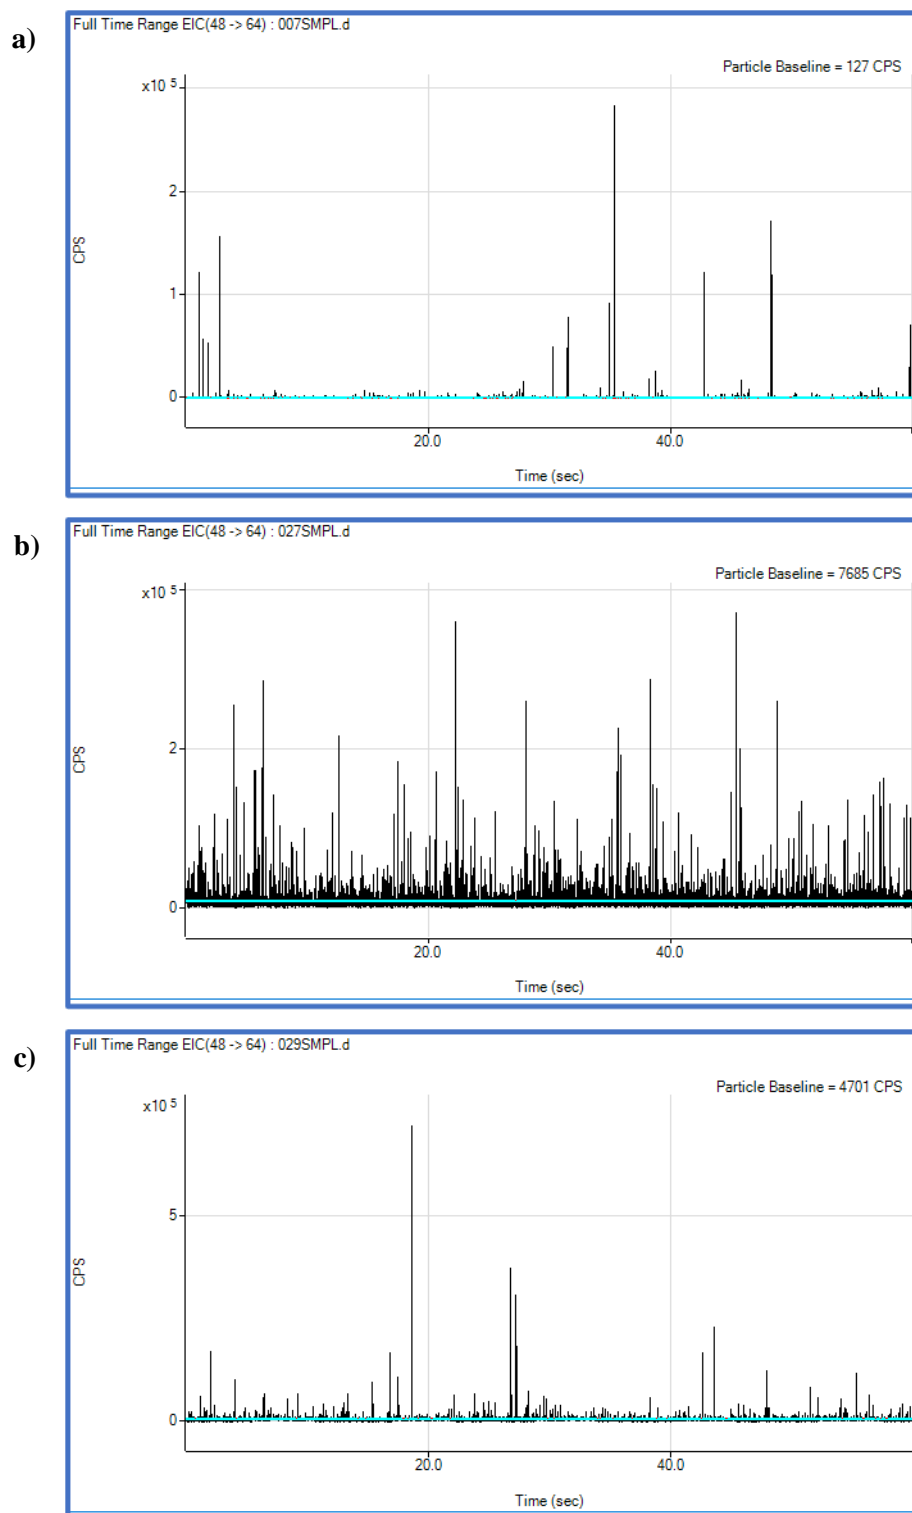 a)
Full Time Range EIC(48 -> 64) : 007SMPL.d
Particle Baseline = 127 CPS
x10 5
2
1
0
CPS
20.0 40.0
Time (sec)
b)
Full Time Range EIC(48 -> 64) : 027SMPL.d
Particle Baseline = 7685 CPS
x10 5
2
0
CPS
20.0 40.0
Time (sec)
c)
Full Time Range EIC(48 -> 64) : 029SMPL.d
Particle Baseline = 4701 CPS
x10 5
5
0
CPS
20.0 40.0
Time (sec)